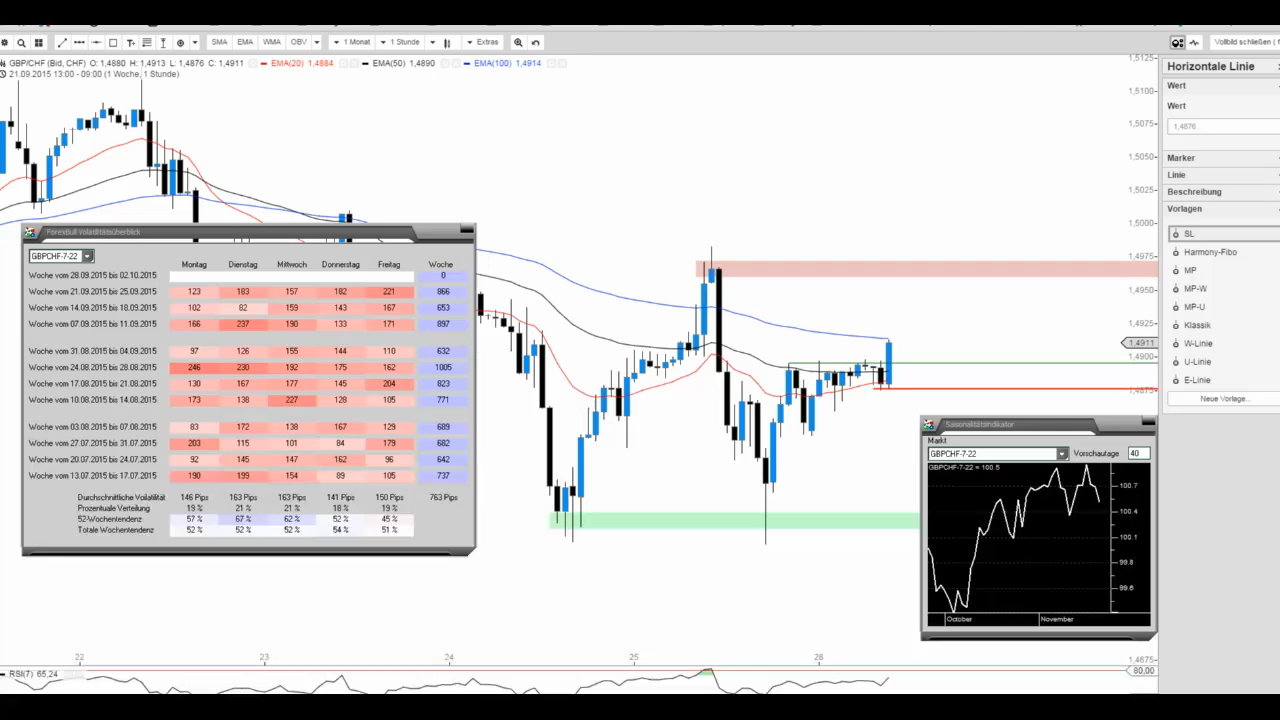 SMA EMA WMA OBV 1 Monat 1 Stunde Extras Vollbild schließen (
GBP/CHF (Bid, CHF) O: 1,4880 H: 1,4913 L: 1,4876 C: 1,4911 EMA(20) 1,4884 EMA(50) 1,4890 EMA(100) 1,4914
21.09.2015 13:00 - 09:00 (1 Woche, 1 Stunde)
1,5125
1,5100
1,5075
1,5050
1,5025
1,5000
1,4975
1,4950
1,4925
1,4911
1,4900
1,4875
1,4675
80,00
Horizontale Linie
Wert
Wert
1,4876
Marker
Linie
Beschreibung
Vorlagen
SL
Harmony-Fibo
MP
MP-W
MP-U
Klassik
W-Linie
U-Linie
E-Linie
Neue Vorlage...
ForexBull Volatilitätsüberblick
GBPCHF-7-22
Montag Dienstag Mittwoch Donnerstag Freitag Woche
Woche vom 28.09.2015 bis 02.10.2015 0
Woche vom 21.09.2015 bis 25.09.2015 123 183 157 182 221 866
Woche vom 14.09.2015 bis 18.09.2015 102 82 159 143 167 653
Woche vom 07.09.2015 bis 11.09.2015 166 237 190 133 171 897
Woche vom 31.08.2015 bis 04.09.2015 97 126 155 144 110 632
Woche vom 24.08.2015 bis 28.08.2015 246 230 192 175 162 1005
Woche vom 17.08.2015 bis 21.08.2015 130 167 177 145 204 823
Woche vom 10.08.2015 bis 14.08.2015 173 138 227 128 105 771
Woche vom 03.08.2015 bis 07.08.2015 83 172 138 167 129 689
Woche vom 27.07.2015 bis 31.07.2015 203 115 101 84 179 682
Woche vom 20.07.2015 bis 24.07.2015 92 145 147 162 96 642
Woche vom 13.07.2015 bis 17.07.2015 190 199 154 89 105 737
Durchschnittliche Volatilität 146 Pips 163 Pips 163 Pips 141 Pips 150 Pips 763 Pips
Prozentuale Verteilung 19 % 21 % 21 % 18 % 19 %
52-Wochentendenz 57 % 67 % 62 % 52 % 45 %
Totale Wochentendenz 52 % 52 % 52 % 54 % 51 %
Saisonalitätsindikator
Markt
GBPCHF-7-22 Vorschautage 40
GBPCHF-7-22 = 100.5
100.7
100.4
100.1
99.8
99.6
October November
22 23 24 25 28
RSI(7) 65,24